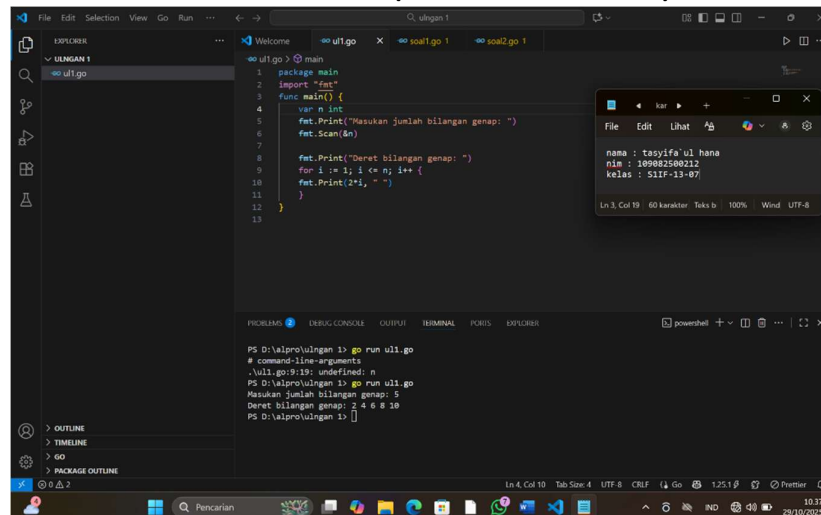 File Edit Selection View Go Run ... ulngan 1
EXPLORER ... Welcome ul1.go soal1.go 1 soal2.go 1
ULNGAN 1
ul1.go
ul1.go > main
1 package main
2 import "fmt"
3 func main() {
4 var n int
5 fmt.Print("Masukan jumlah bilangan genap: ")
6 fmt.Scan(&n)
7
8 fmt.Print("Deret bilangan genap: ")
9 for i := 1; i <= n; i++ {
10 fmt.Print(2*i, " ")
11 }
12 }
13
kar
File Edit Lihat
nama : tasyifa`ul hana
nim : 109082500212
kelas : S1IF-13-07
Ln 3, Col 19 60 karakter Teks b 100% Wind UTF-8
PROBLEMS 2 DEBUG CONSOLE OUTPUT TERMINAL PORTS EXPLORER powershell
PS D:\alpro\ulngan 1> go run ul1.go
# command-line-arguments
.\ul1.go:9:19: undefined: n
PS D:\alpro\ulngan 1> go run ul1.go
Masukan jumlah bilangan genap: 5
Deret bilangan genap: 2 4 6 8 10
PS D:\alpro\ulngan 1>
OUTLINE
TIMELINE
GO
PACKAGE OUTLINE
0 2 Ln 4, Col 10 Tab Size: 4 UTF-8 CRLF Go 1.25.1 Prettier
Pencarian IND 10.37
29/10/2025